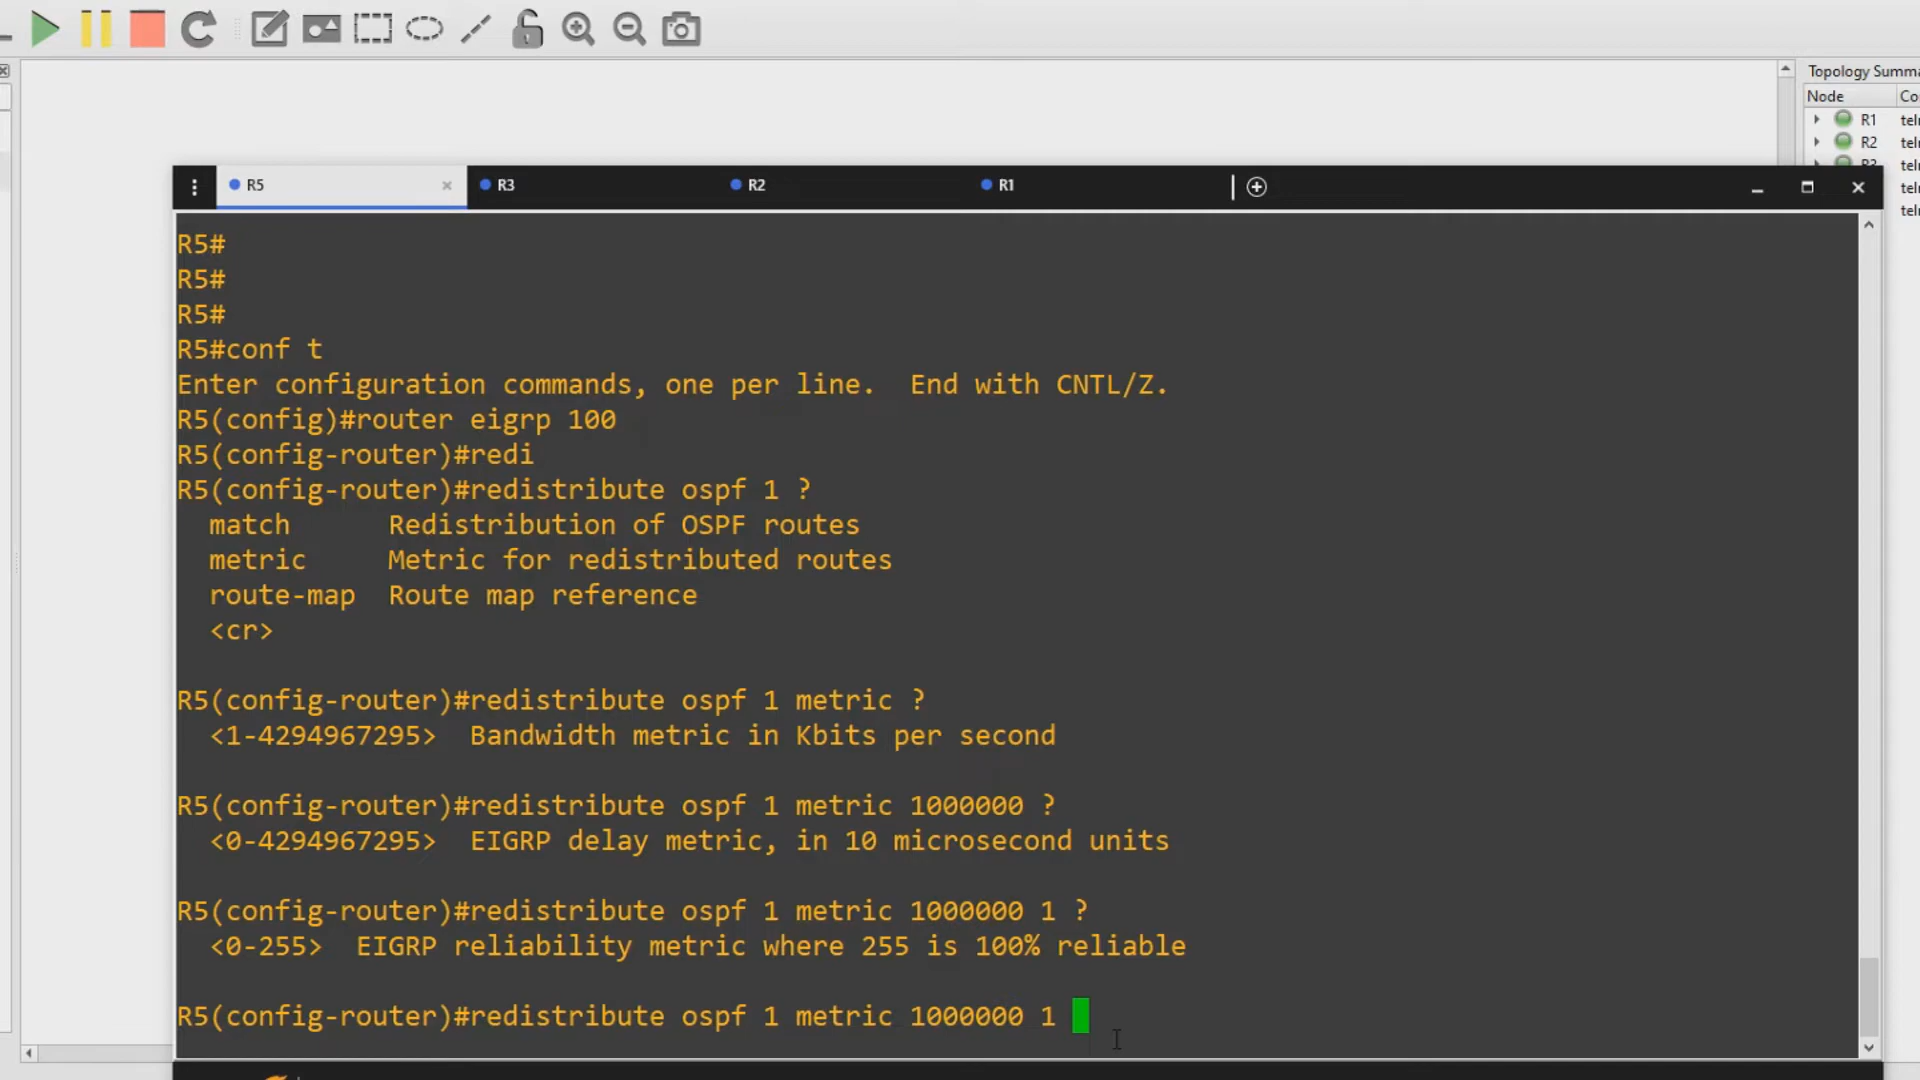 Topology Summa
Node Co
R1 teln
R2 teln
R5 R3 R2 R1
R5#
R5#
R5#
R5#conf t
Enter configuration commands, one per line.  End with CNTL/Z.
R5(config)#router eigrp 100
R5(config-router)#redi
R5(config-router)#redistribute ospf 1 ?
match Redistribution of OSPF routes
metric Metric for redistributed routes
route-map Route map reference
<cr>
R5(config-router)#redistribute ospf 1 metric ?
<1-4294967295> Bandwidth metric in Kbits per second
R5(config-router)#redistribute ospf 1 metric 1000000 ?
<0-4294967295> EIGRP delay metric, in 10 microsecond units
R5(config-router)#redistribute ospf 1 metric 1000000 1 ?
<0-255> EIGRP reliability metric where 255 is 100% reliable
R5(config-router)#redistribute ospf 1 metric 1000000 1